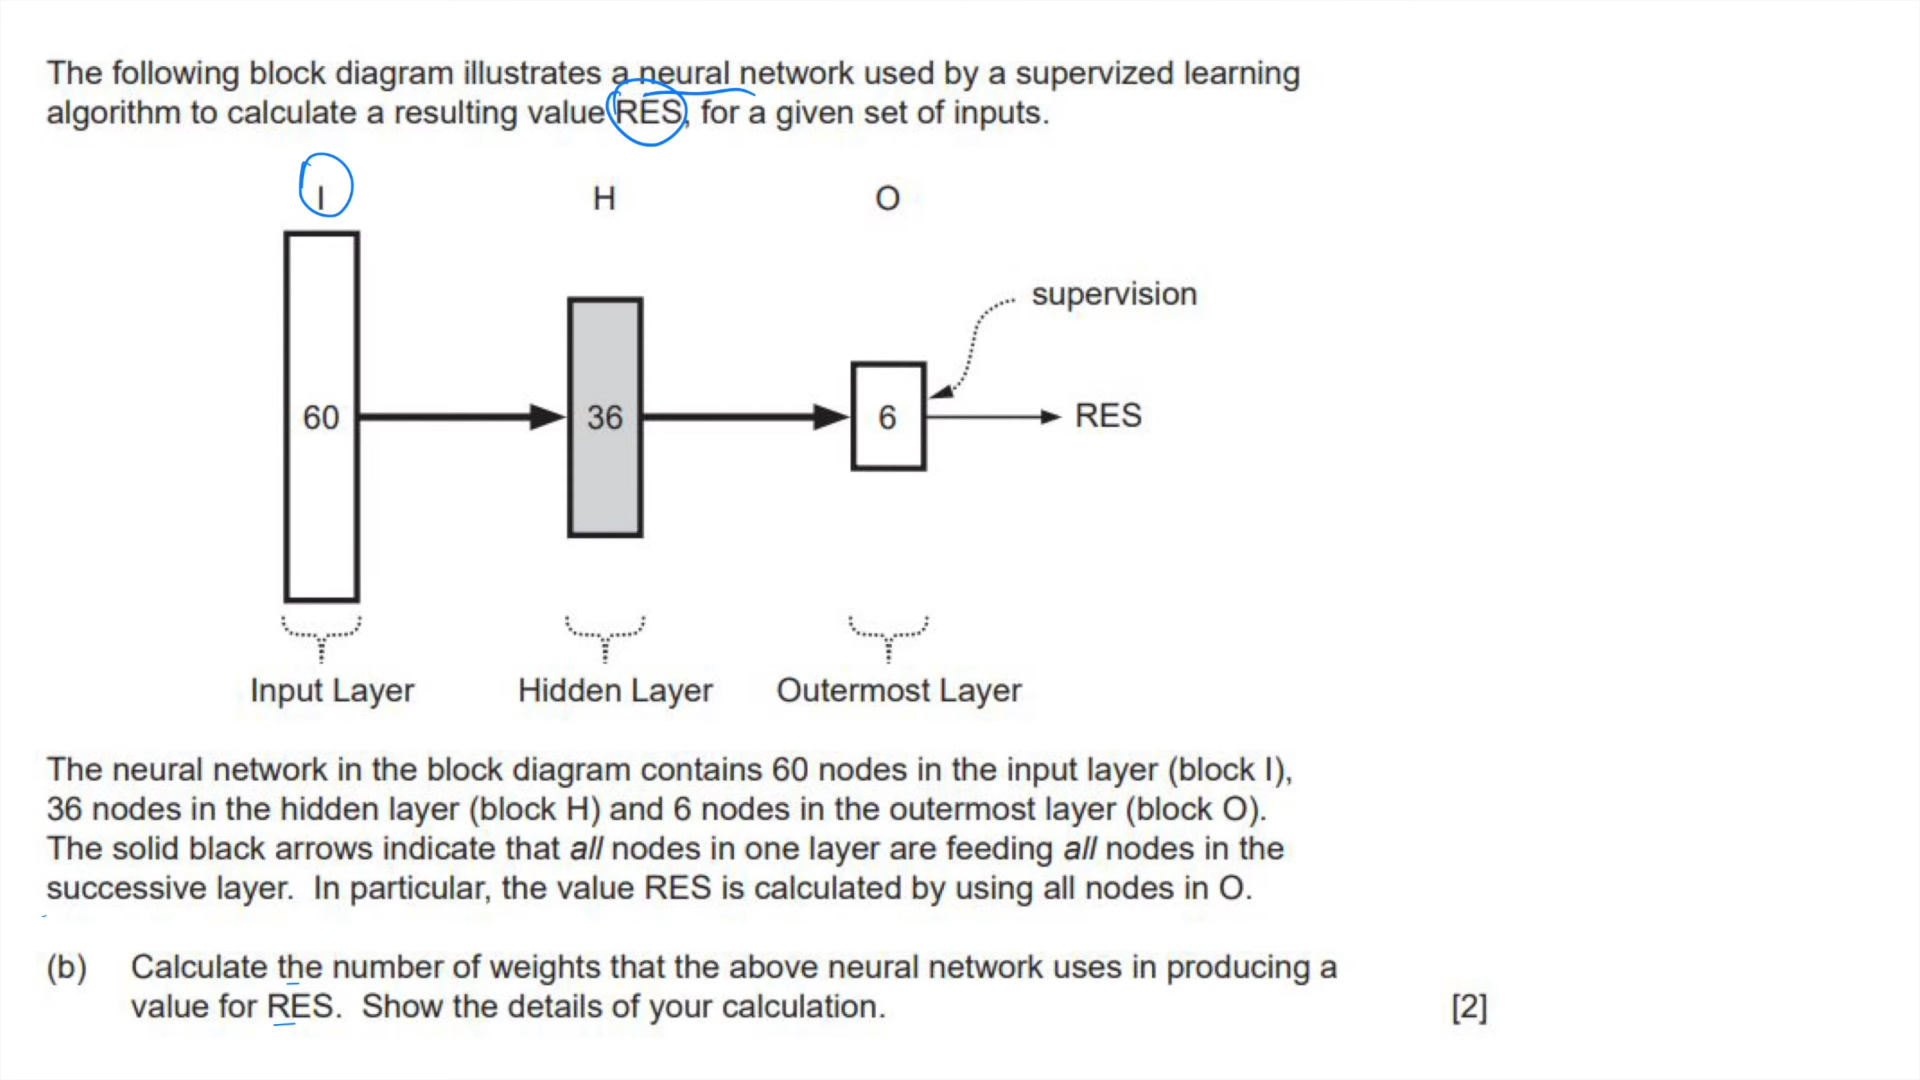 The following block diagram illustrates a neural network used by a supervized learning
algorithm to calculate a resulting value RES, for a given set of inputs.
I H O
supervision
60 36 6 RES
Input Layer Hidden Layer Outermost Layer
The neural network in the block diagram contains 60 nodes in the input layer (block I),
36 nodes in the hidden layer (block H) and 6 nodes in the outermost layer (block O).
The solid black arrows indicate that all nodes in one layer are feeding all nodes in the
successive layer. In particular, the value RES is calculated by using all nodes in O.
(b) Calculate the number of weights that the above neural network uses in producing a
value for RES. Show the details of your calculation. [2]